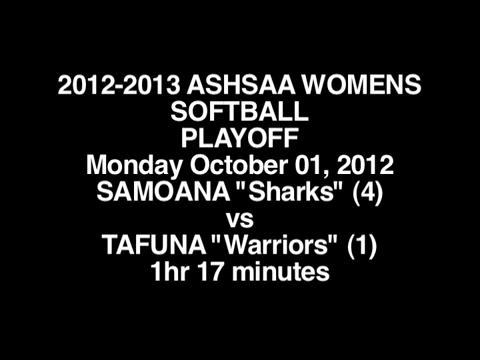 2012-2013 ASHSAA WOMENS
SOFTBALL
PLAYOFF
Monday October 01, 2012
SAMOANA "Sharks" (4)
vs
TAFUNA "Warriors" (1)
1hr 17 minutes